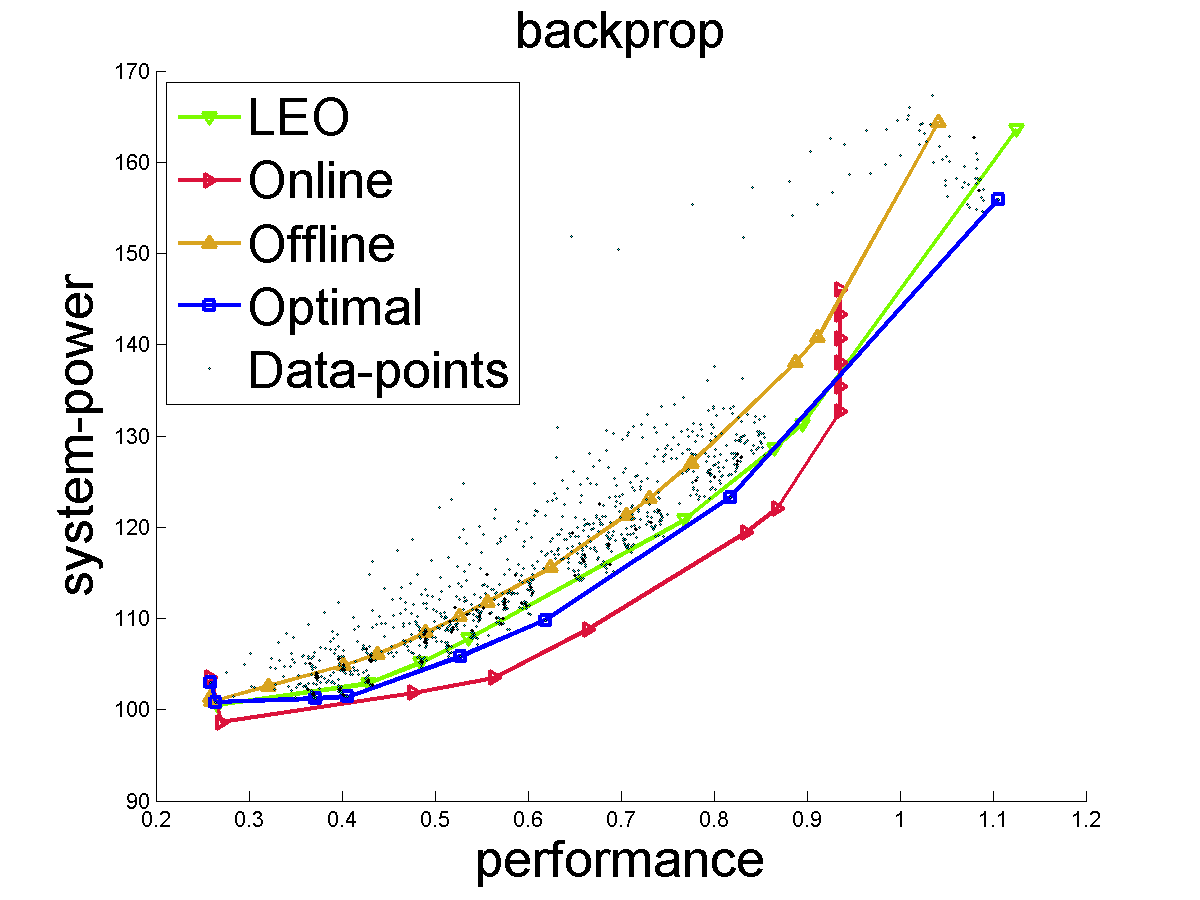 backprop
170
160
150
140
130
120
110
100
90
system-power
LEO
Online
Offline
Optimal
Data-points
0.2 0.3 0.4 0.5 0.6 0.7 0.8 0.9 1 1.1 1.2
performance